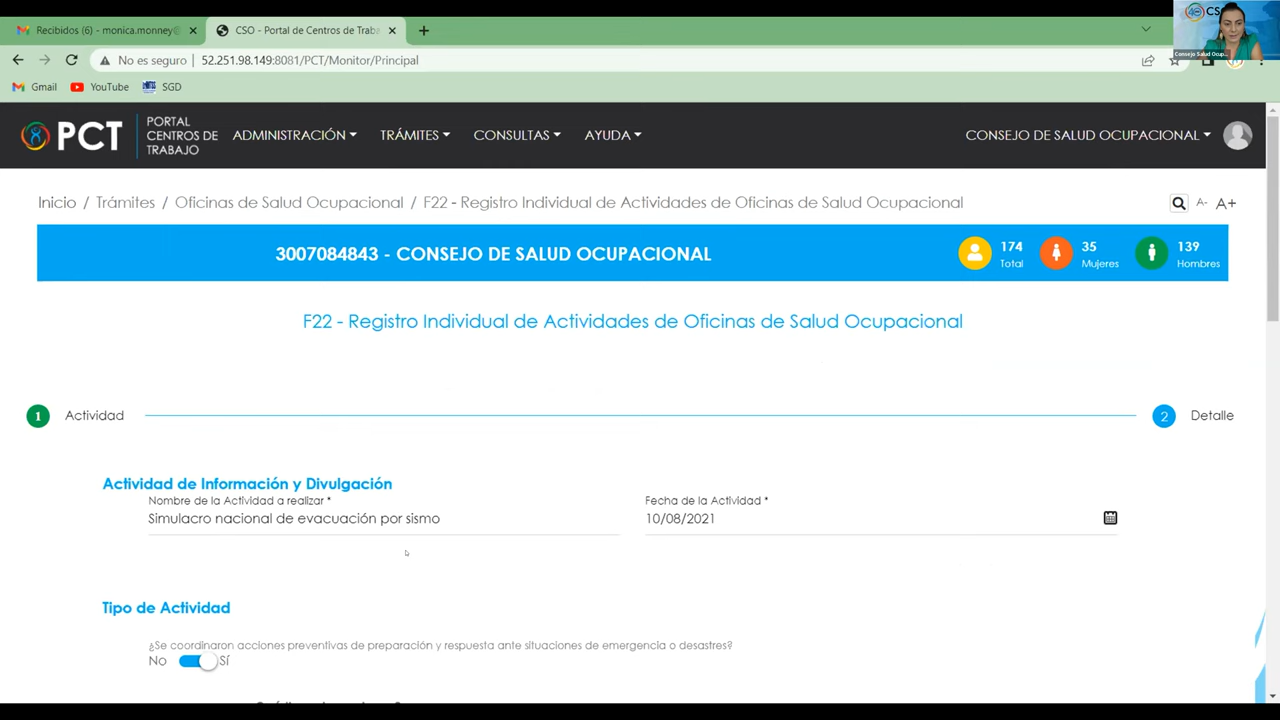 Recibidos (6) - monica.monney@
CSO - Portal de Centros de Traba
No es seguro
52.251.98.149:8081/PCT/Monitor/Principal
Gmail
YouTube
SGD
CSO
Consejo Salud Ocup...
PCT
PORTAL
CENTROS DE
TRABAJO
ADMINISTRACIÓN
TRÁMITES
CONSULTAS
AYUDA
CONSEJO DE SALUD OCUPACIONAL
Inicio / Trámites / Oficinas de Salud Ocupacional / F22 - Registro Individual de Actividades de Oficinas de Salud Ocupacional
A- A+
3007084843 - CONSEJO DE SALUD OCUPACIONAL
174
Total
35
Mujeres
139
Hombres
F22 - Registro Individual de Actividades de Oficinas de Salud Ocupacional
1 Actividad
2 Detalle
Actividad de Información y Divulgación
Nombre de la Actividad a realizar *
Simulacro nacional de evacuación por sismo
Fecha de la Actividad *
10/08/2021
Tipo de Actividad
¿Se coordinaron acciones preventivas de preparación y respuesta ante situaciones de emergencia o desastres?
No Sí